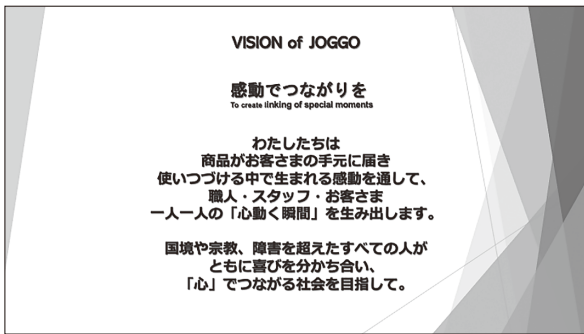 VISION of JOGGO
感動でつながりを
To create linking of special moments
わたしたちは
商品がお客さまの手元に届き
使いつづける中で生まれる感動を通して、
職人・スタッフ・お客さま
一人一人の「心動く瞬間」を生み出します。
国境や宗教、障害を超えたすべての人が
ともに喜びを分かち合い、
「心」でつながる社会を目指して。